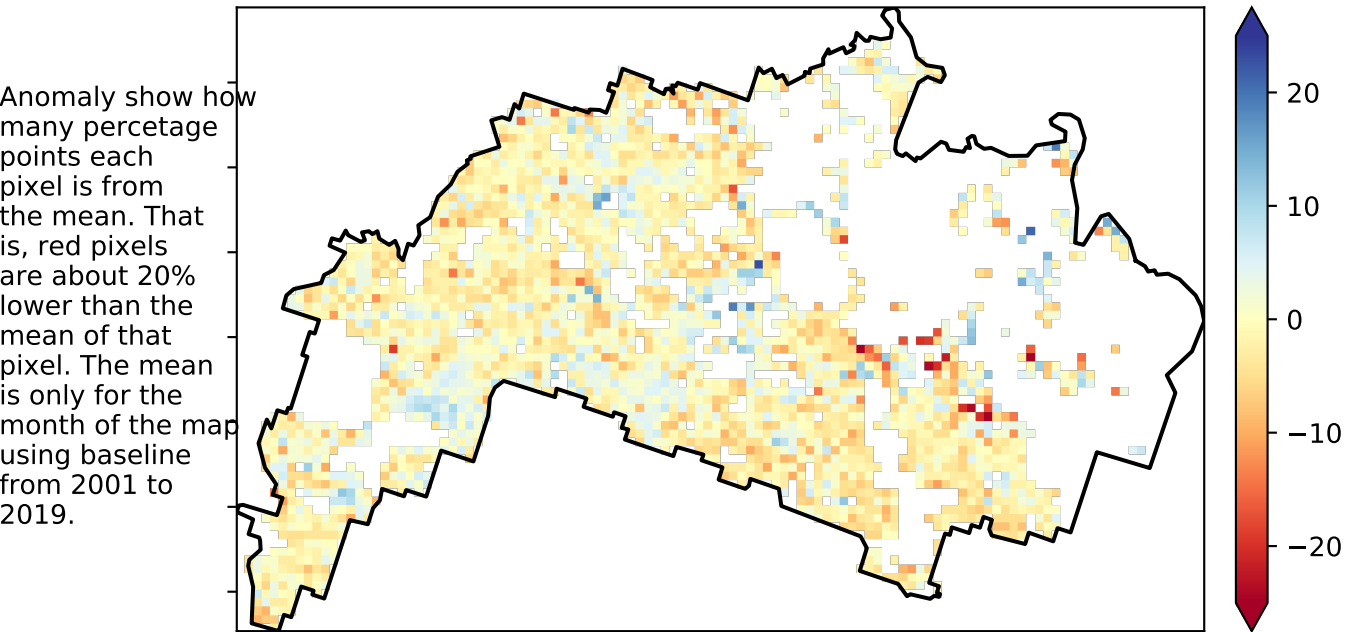 Anomaly show how
many percetage
points each
pixel is from
the mean. That
is, red pixels
are about 20%
lower than the
mean of that
pixel. The mean
is only for the
month of the map
using baseline
from 2001 to
2019.
20
10
0
−10
−20